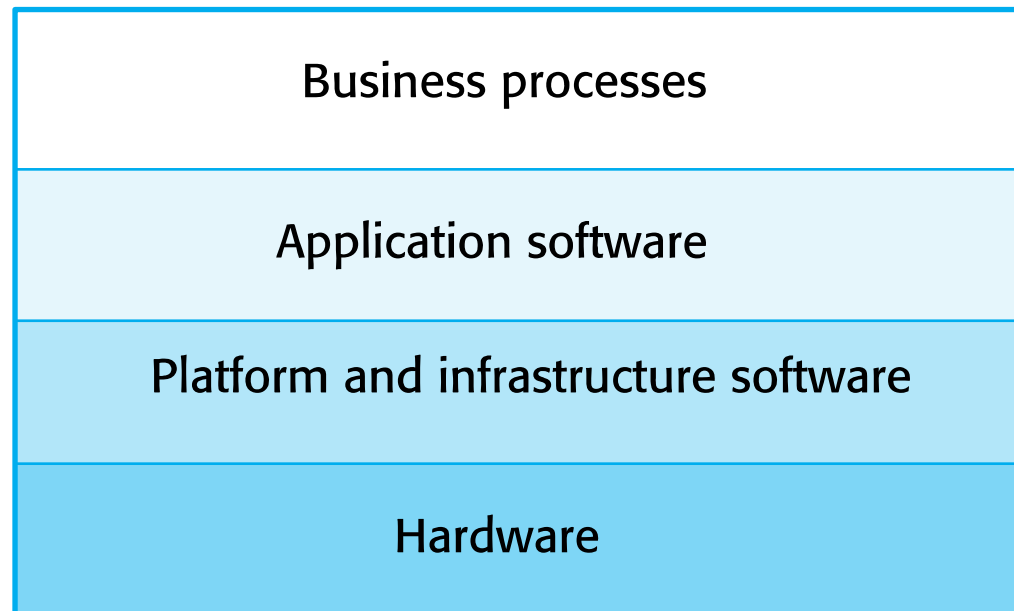 Business processes
Application software
Platform and infrastructure software
Hardware